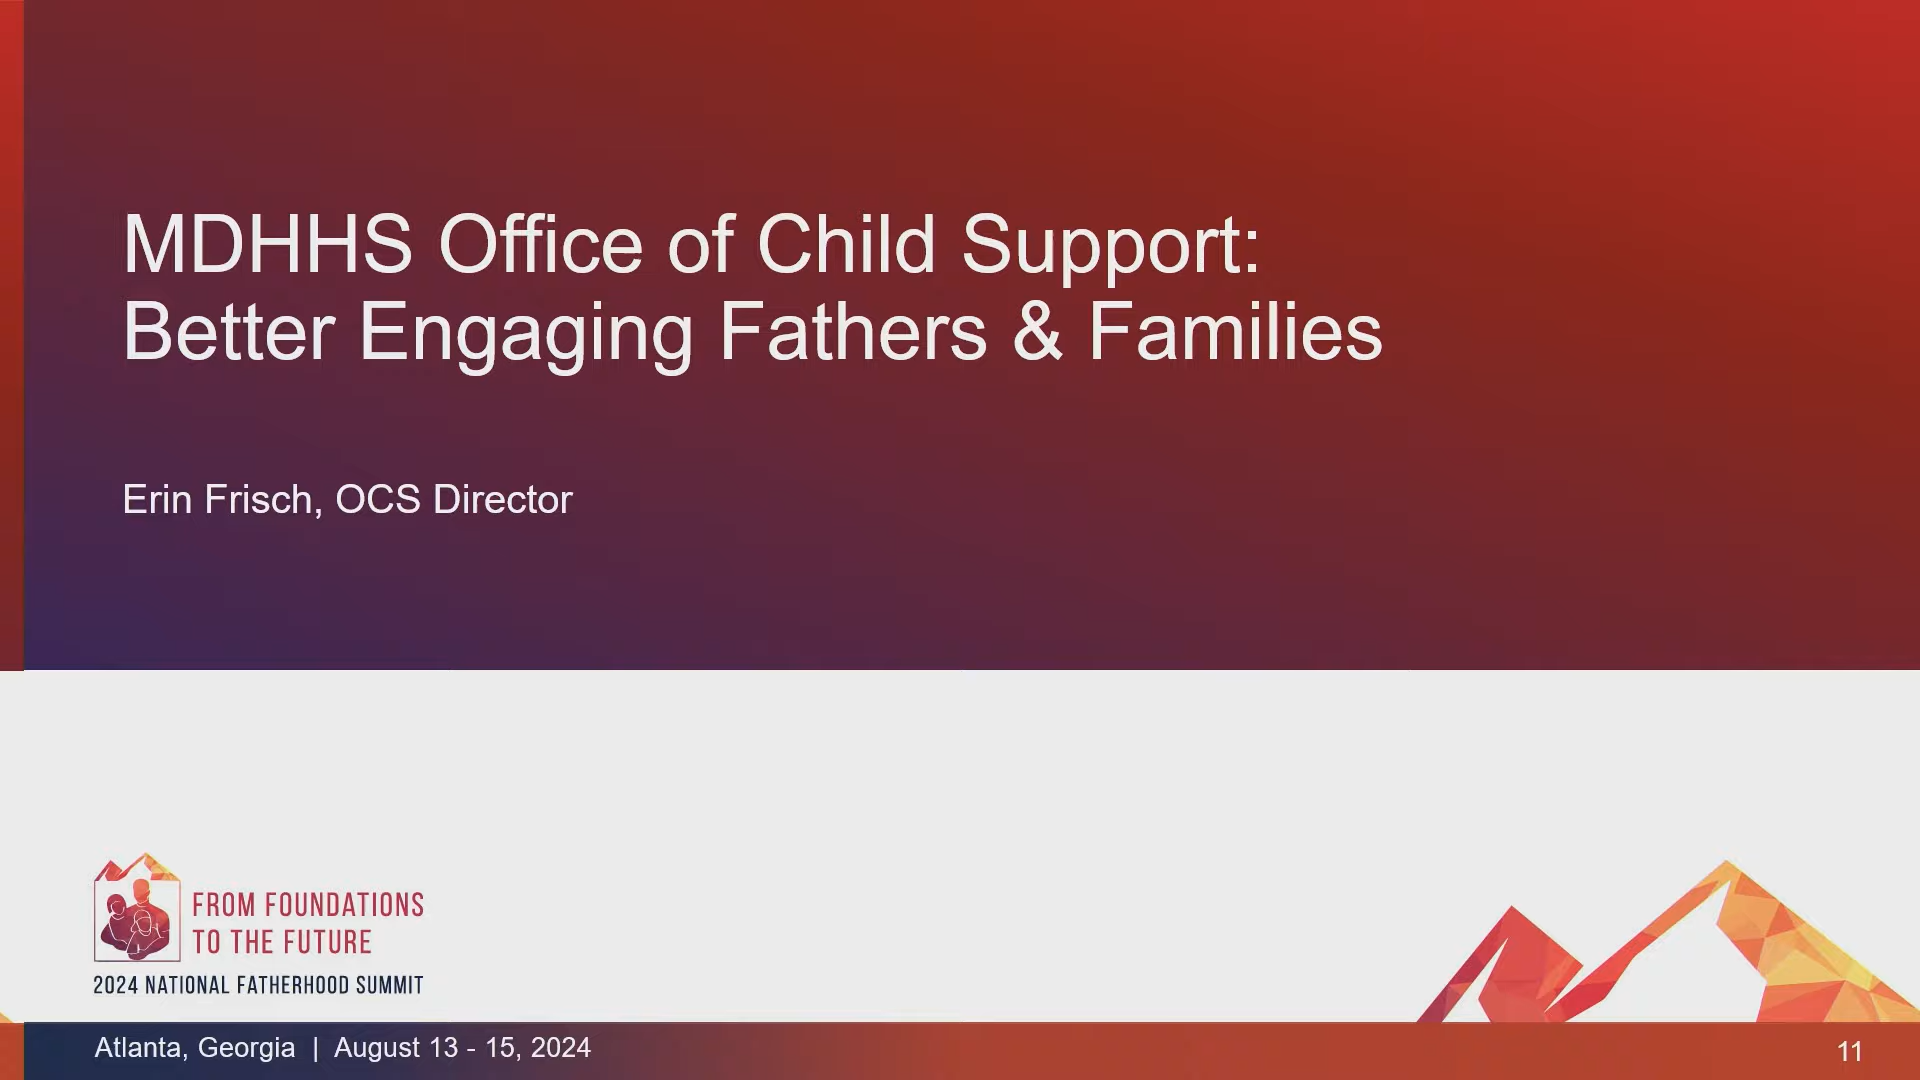 MDHHS Office of Child Support:
Better Engaging Fathers & Families
Erin Frisch, OCS Director
FROM FOUNDATIONS
TO THE FUTURE
2024 NATIONAL FATHERHOOD SUMMIT
Atlanta, Georgia | August 13 - 15, 2024
11